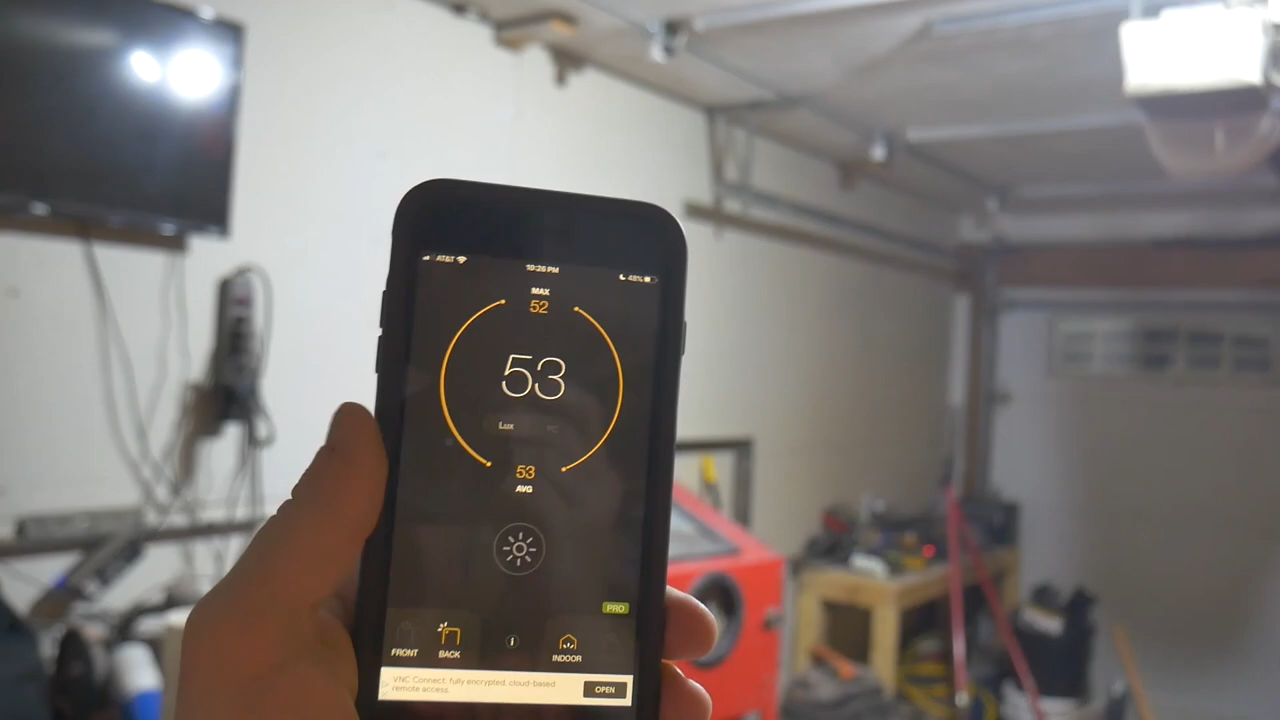 AT&T
10:26 PM
48%
MAX
52
53
Lux
53
AVG
PRO
FRONT
BACK
i
INDOOR
VNC Connect, fully encrypted, cloud-based
remote access.
OPEN